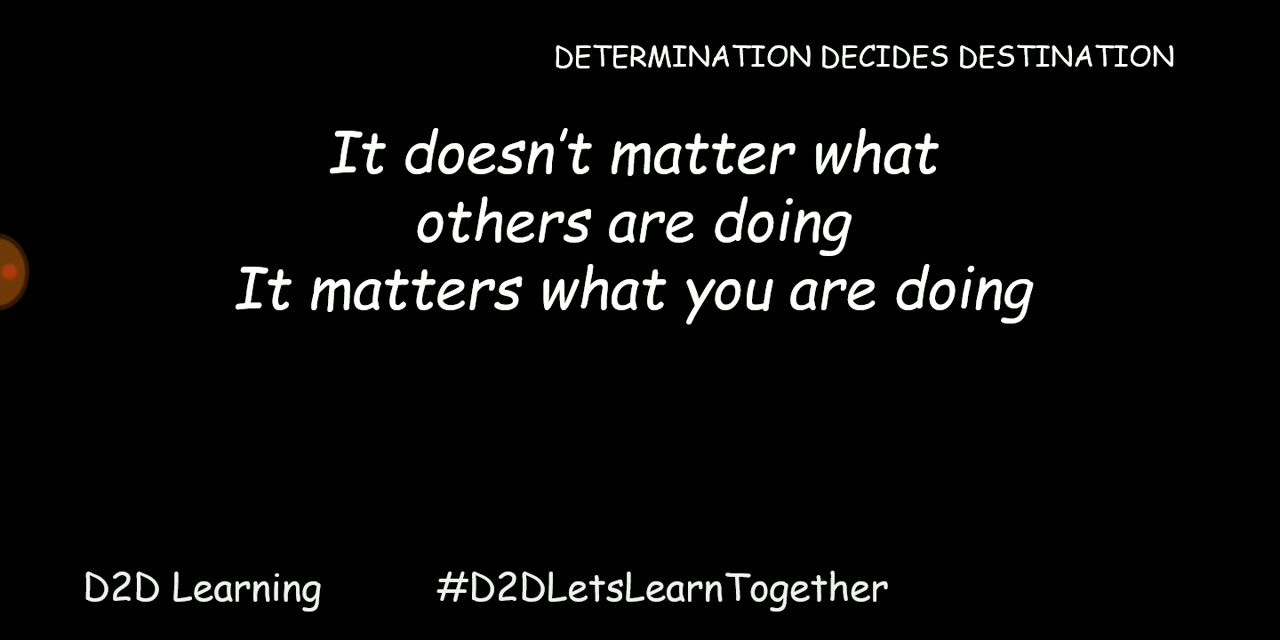 DETERMINATION DECIDES DESTINATION
It doesn't matter what
others are doing
It matters what you are doing
D2D Learning #D2DLetsLearnTogether